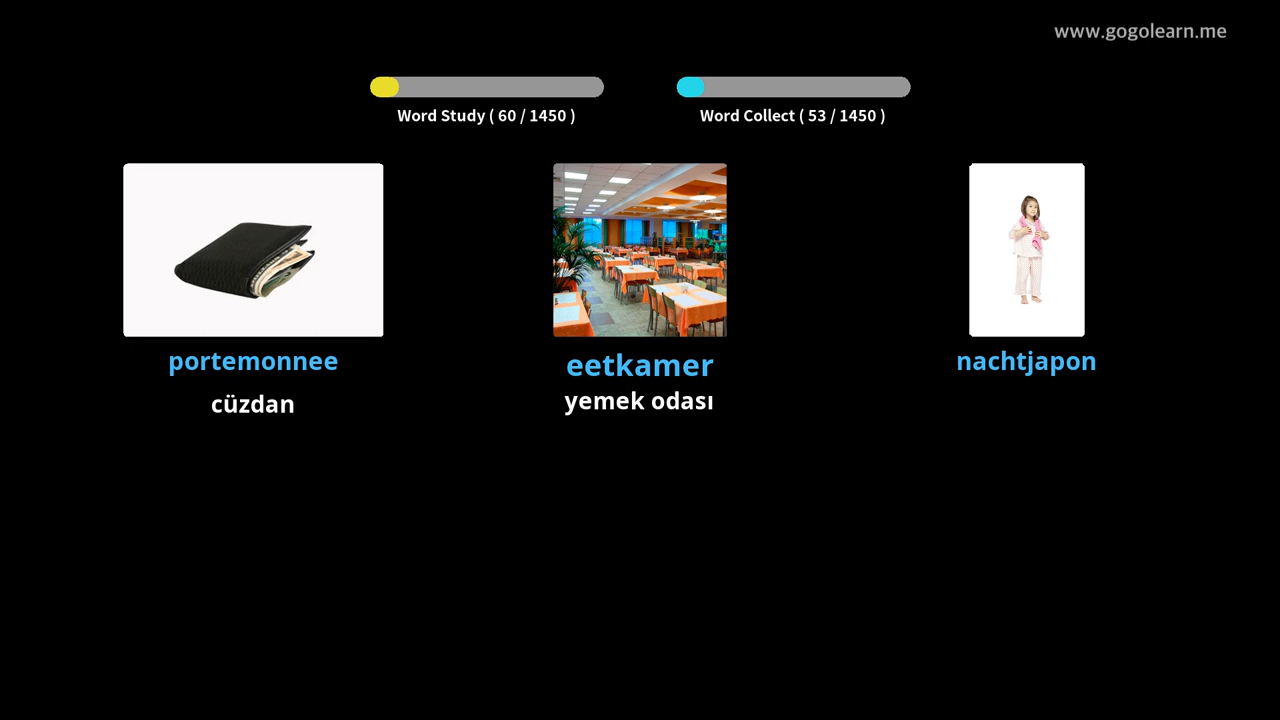 www.gogolearn.me
Word Study ( 60 / 1450 )
Word Collect ( 53 / 1450 )
portemonnee
cüzdan
eetkamer
yemek odası
nachtjapon